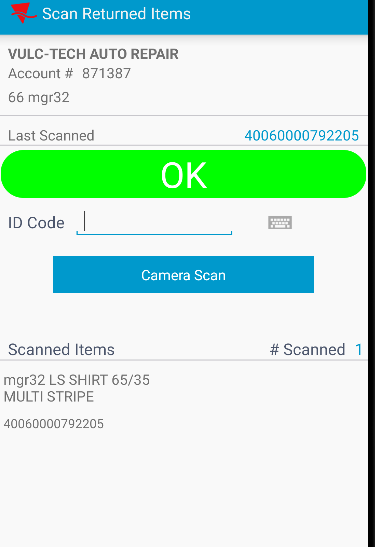 Scan Returned Items
VULC-TECH AUTO REPAIR
Account # 871387
66 mgr32
Last Scanned 40060000792205
OK
ID Code
Camera Scan
Scanned Items # Scanned 1
mgr32 LS SHIRT 65/35
MULTI STRIPE
40060000792205